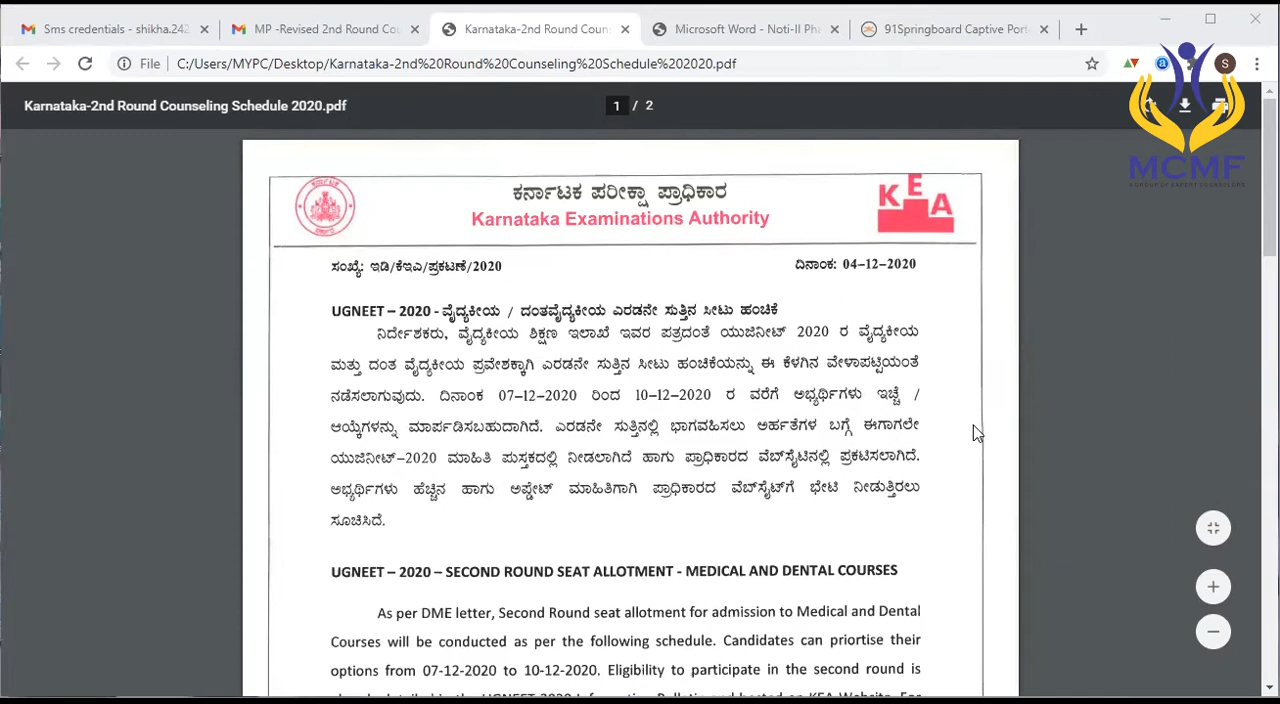 Sms credentials - shikha.242
MP -Revised 2nd Round Cou
Karnataka-2nd Round Coun
Microsoft Word - Noti-II Pha
91Springboard Captive Port
File
C:/Users/MYPC/Desktop/Karnataka-2nd%20Round%20Counseling%20Schedule%202020.pdf
S
Karnataka-2nd Round Counseling Schedule 2020.pdf
1 / 2
MCMF
A GROUP OF EXPERT COUNSELORS
ಕರ್ನಾಟಕ ಪರೀಕ್ಷಾ ಪ್ರಾಧಿಕಾರ
Karnataka Examinations Authority
KEA
ಸಂಖ್ಯೆ: ಇಡಿ/ಕೆಇಎ/ಪ್ರಕಟಣೆ/2020 ದಿನಾಂಕ: 04-12-2020
UGNEET – 2020 - ವೈದ್ಯಕೀಯ / ದಂತವೈದ್ಯಕೀಯ ಎರಡನೇ ಸುತ್ತಿನ ಸೀಟು ಹಂಚಿಕೆ
ನಿರ್ದೇಶಕರು, ವೈದ್ಯಕೀಯ ಶಿಕ್ಷಣ ಇಲಾಖೆ ಇವರ ಪತ್ರದಂತೆ ಯುಜಿನೀಟ್ 2020 ರ ವೈದ್ಯಕೀಯ
ಮತ್ತು ದಂತ ವೈದ್ಯಕೀಯ ಪ್ರವೇಶಕ್ಕಾಗಿ ಎರಡನೇ ಸುತ್ತಿನ ಸೀಟು ಹಂಚಿಕೆಯನ್ನು ಈ ಕೆಳಗಿನ ವೇಳಾಪಟ್ಟಿಯಂತೆ
ನಡೆಸಲಾಗುವುದು. ದಿನಾಂಕ 07–12–2020 ರಿಂದ 10–12–2020 ರ ವರೆಗೆ ಅಭ್ಯರ್ಥಿಗಳು ಇಚ್ಛೆ /
ಆಯ್ಕೆಗಳನ್ನು ಮಾರ್ಪಡಿಸಬಹುದಾಗಿದೆ. ಎರಡನೇ ಸುತ್ತಿನಲ್ಲಿ ಭಾಗವಹಿಸಲು ಅರ್ಹತೆಗಳ ಬಗ್ಗೆ ಈಗಾಗಲೇ
ಯುಜಿನೀಟ್–2020 ಮಾಹಿತಿ ಪುಸ್ತಕದಲ್ಲಿ ನೀಡಲಾಗಿದೆ ಹಾಗು ಪ್ರಾಧಿಕಾರದ ವೆಬ್‌ಸೈಟಿನಲ್ಲಿ ಪ್ರಕಟಿಸಲಾಗಿದೆ.
ಅಭ್ಯರ್ಥಿಗಳು ಹೆಚ್ಚಿನ ಹಾಗು ಅಪ್ಡೇಟ್ ಮಾಹಿತಿಗಾಗಿ ಪ್ರಾಧಿಕಾರದ ವೆಬ್‌ಸೈಟ್‌ಗೆ ಭೇಟಿ ನೀಡುತ್ತಿರಲು
ಸೂಚಿಸಿದೆ.
UGNEET – 2020 – SECOND ROUND SEAT ALLOTMENT - MEDICAL AND DENTAL COURSES
As per DME letter, Second Round seat allotment for admission to Medical and Dental
Courses will be conducted as per the following schedule. Candidates can priortise their
options from 07-12-2020 to 10-12-2020. Eligibility to participate in the second round is